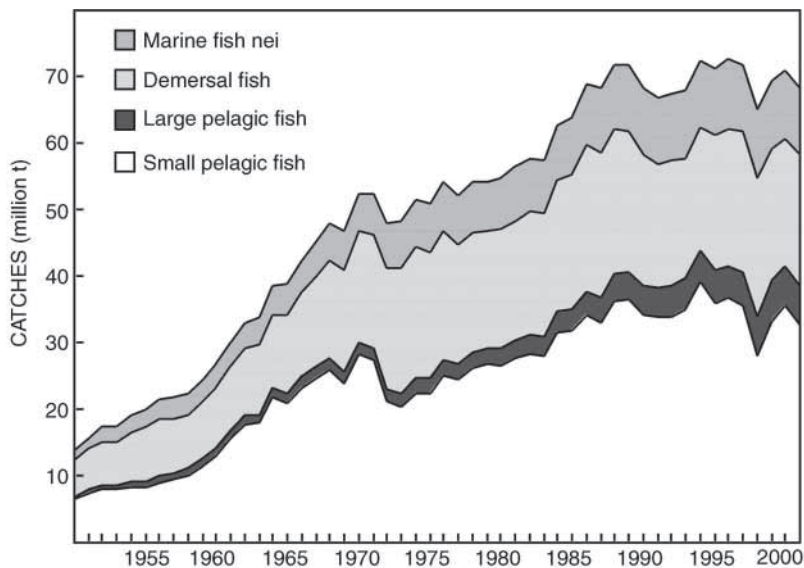 70
60
50
40
30
20
10
CATCHES (million t)
Marine fish nei
Demersal fish
Large pelagic fish
Small pelagic fish
1955 1960 1965 1970 1975 1980 1985 1990 1995 2000